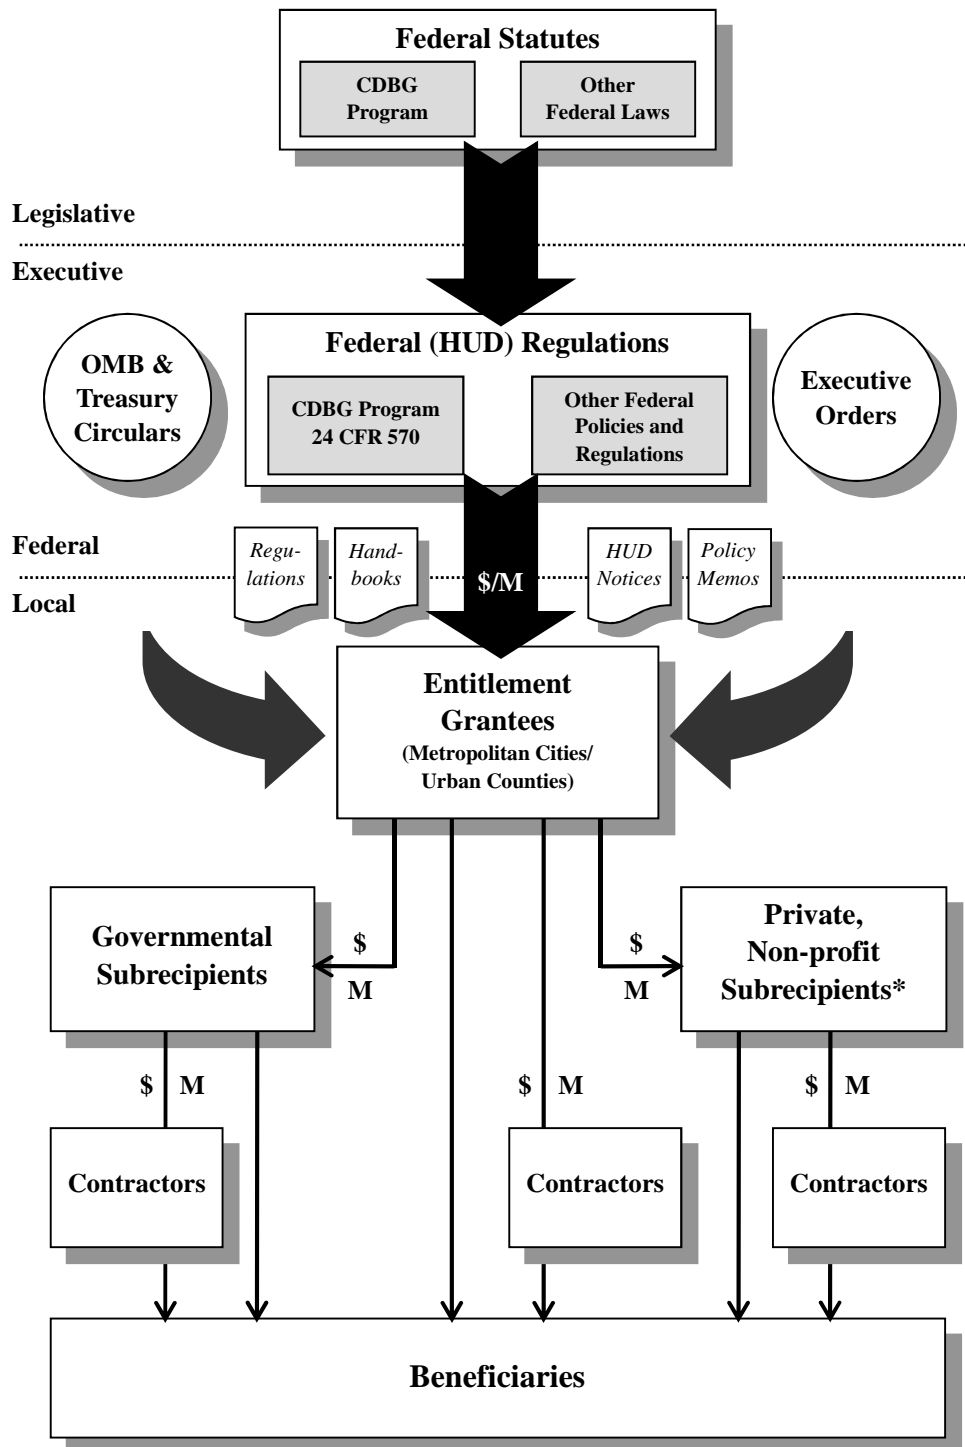 Federal Statutes
CDBG
Program
Other
Federal Laws
Legislative
Executive
OMB &
Treasury
Circulars
Federal (HUD) Regulations
CDBG Program
24 CFR 570
Other Federal
Policies and
Regulations
Executive
Orders
Federal
Local
Regu-
lations
Hand-
books
$/M
HUD
Notices
Policy
Memos
Entitlement
Grantees
(Metropolitan Cities/
Urban Counties)
Governmental
Subrecipients
$
M
$
M
Private,
Non-profit
Subrecipients*
$ M
$ M
$ M
Contractors
Contractors
Contractors
Beneficiaries